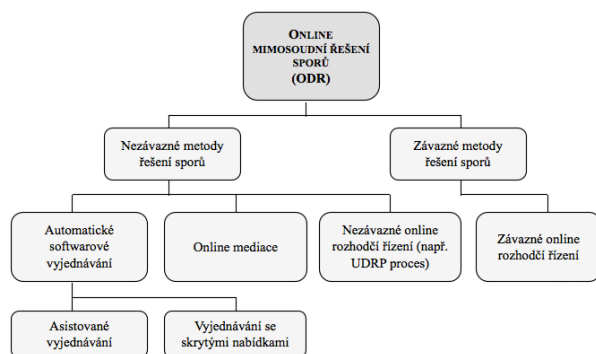 ONLINE
MIMOSOUDNÍ ŘEŠENÍ
SPORŮ
(ODR)
Nezávazné metody
řešení sporů
Závazné metody
řešení sporů
Automatické
softwarové
vyjednávání
Online mediace
Nezávazné online
rozhodčí řízení (např.
UDRP proces)
Závazné online
rozhodčí řízení
Asistované
vyjednávání
Vyjednávání se
skrytými nabídkami